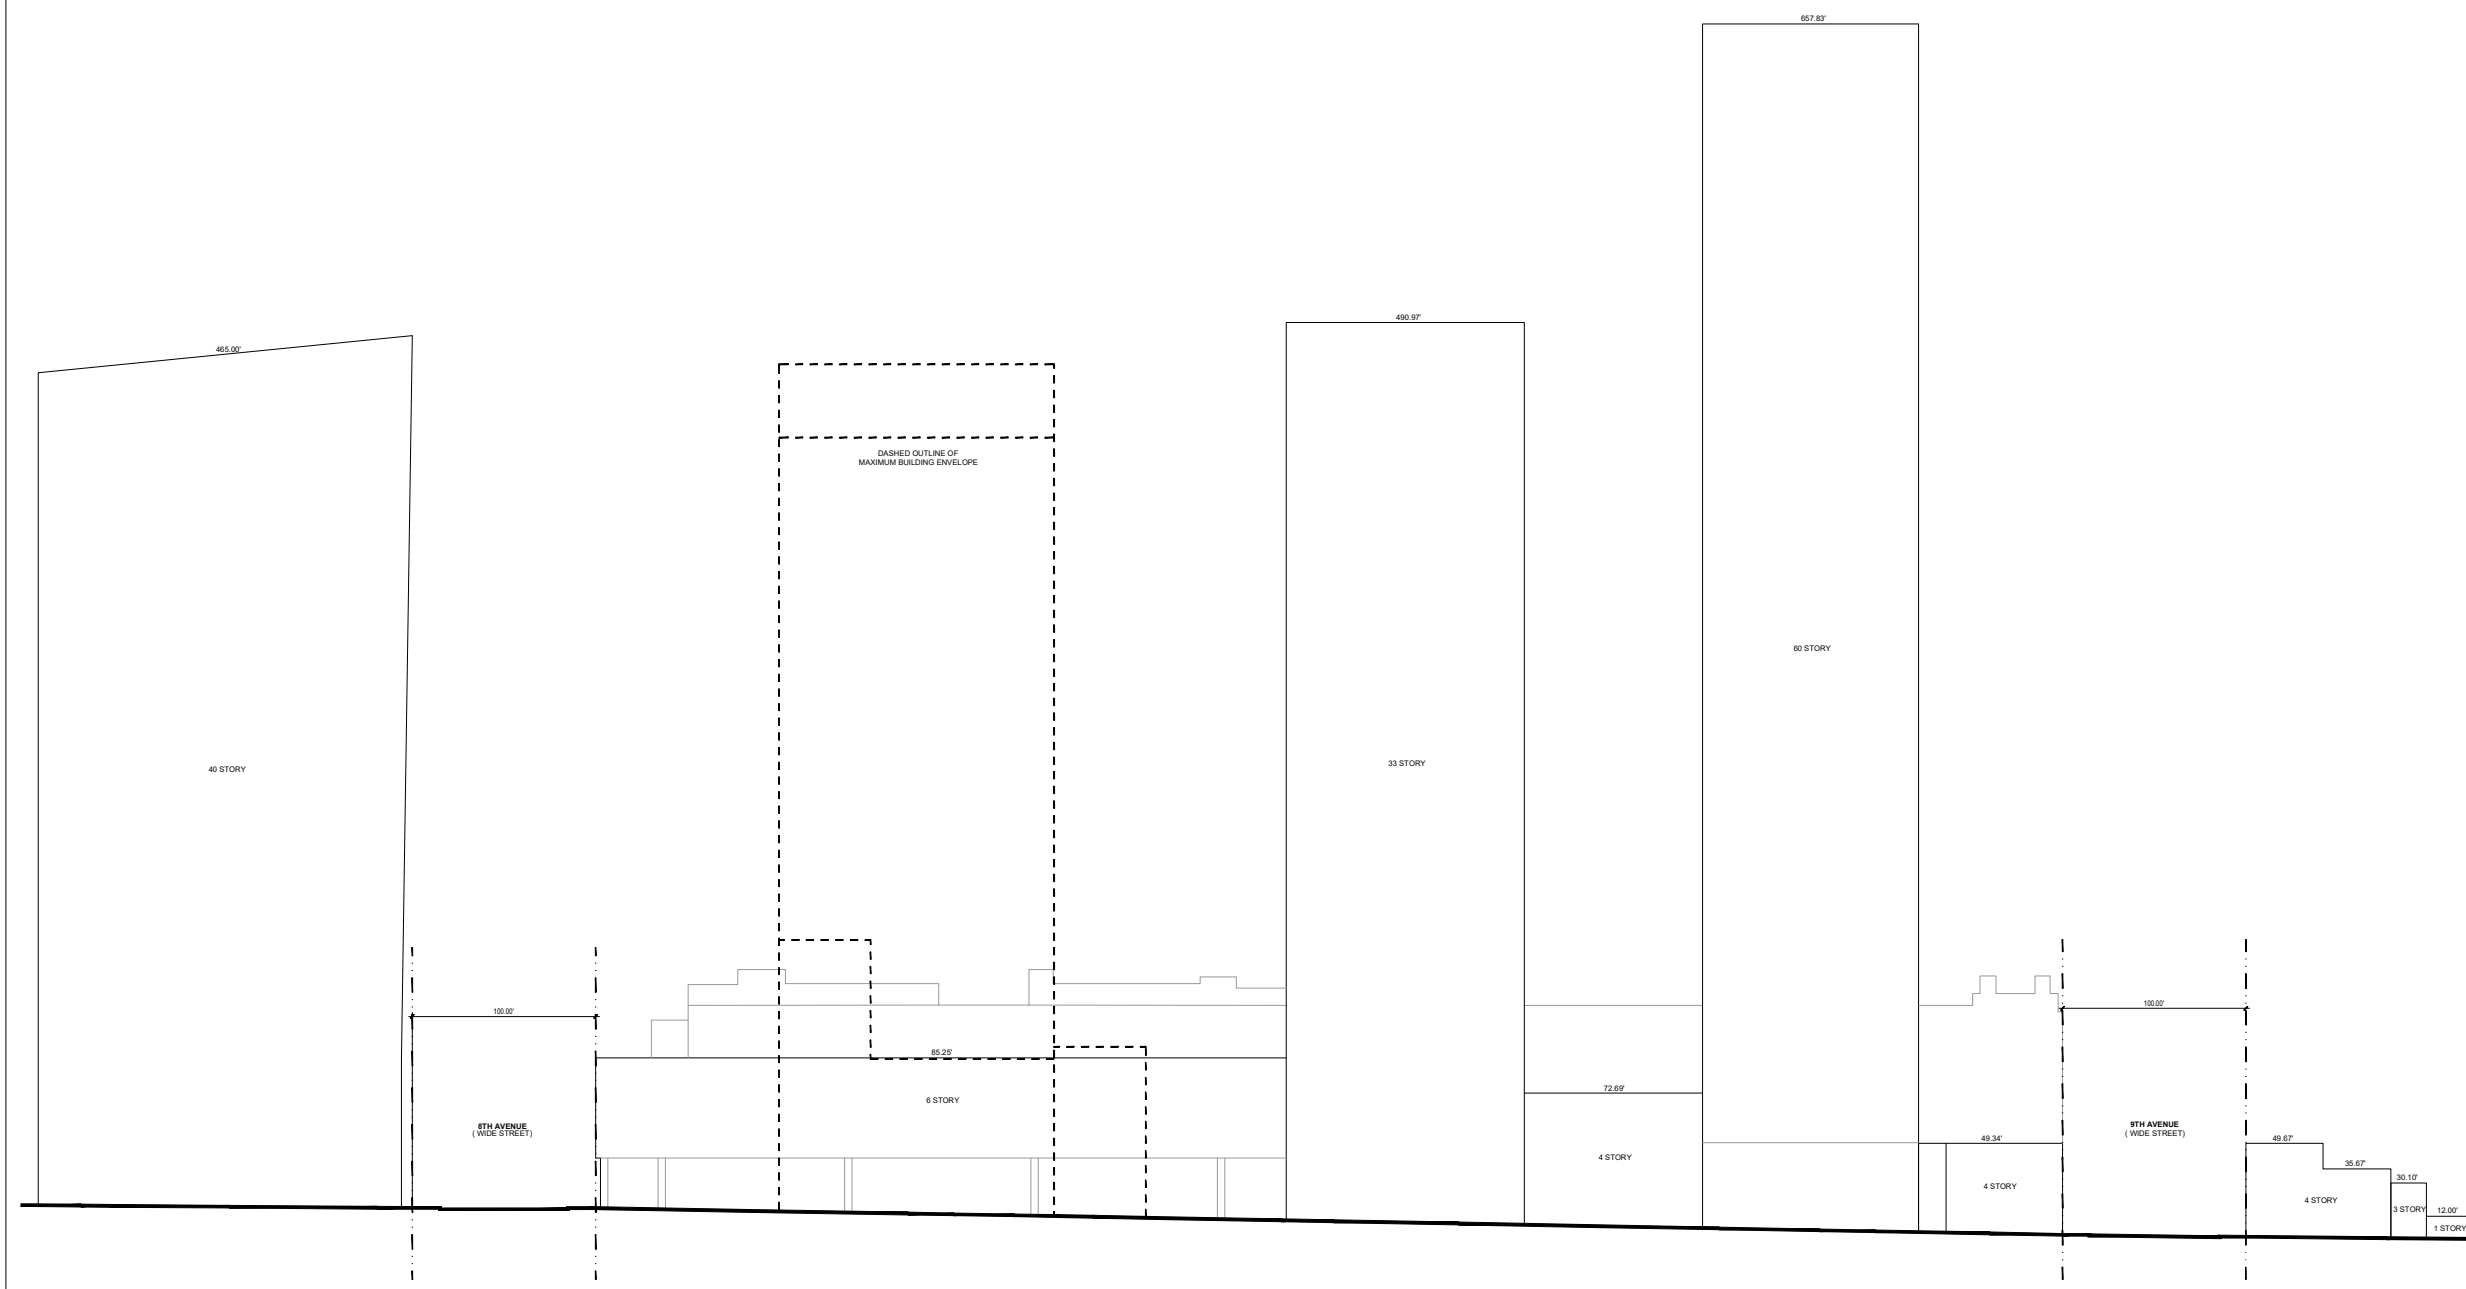 657.83'
490.97'
465.00'
DASHED OUTLINE OF
MAXIMUM BUILDING ENVELOPE
60 STORY
33 STORY
40 STORY
100.00'
100.00'
85.25'
72.69'
6 STORY
8TH AVENUE
( WIDE STREET)
9TH AVENUE
( WIDE STREET)
49.34'
49.67'
4 STORY
35.67'
30.10'
4 STORY
4 STORY
3 STORY
12.00'
1 STORY